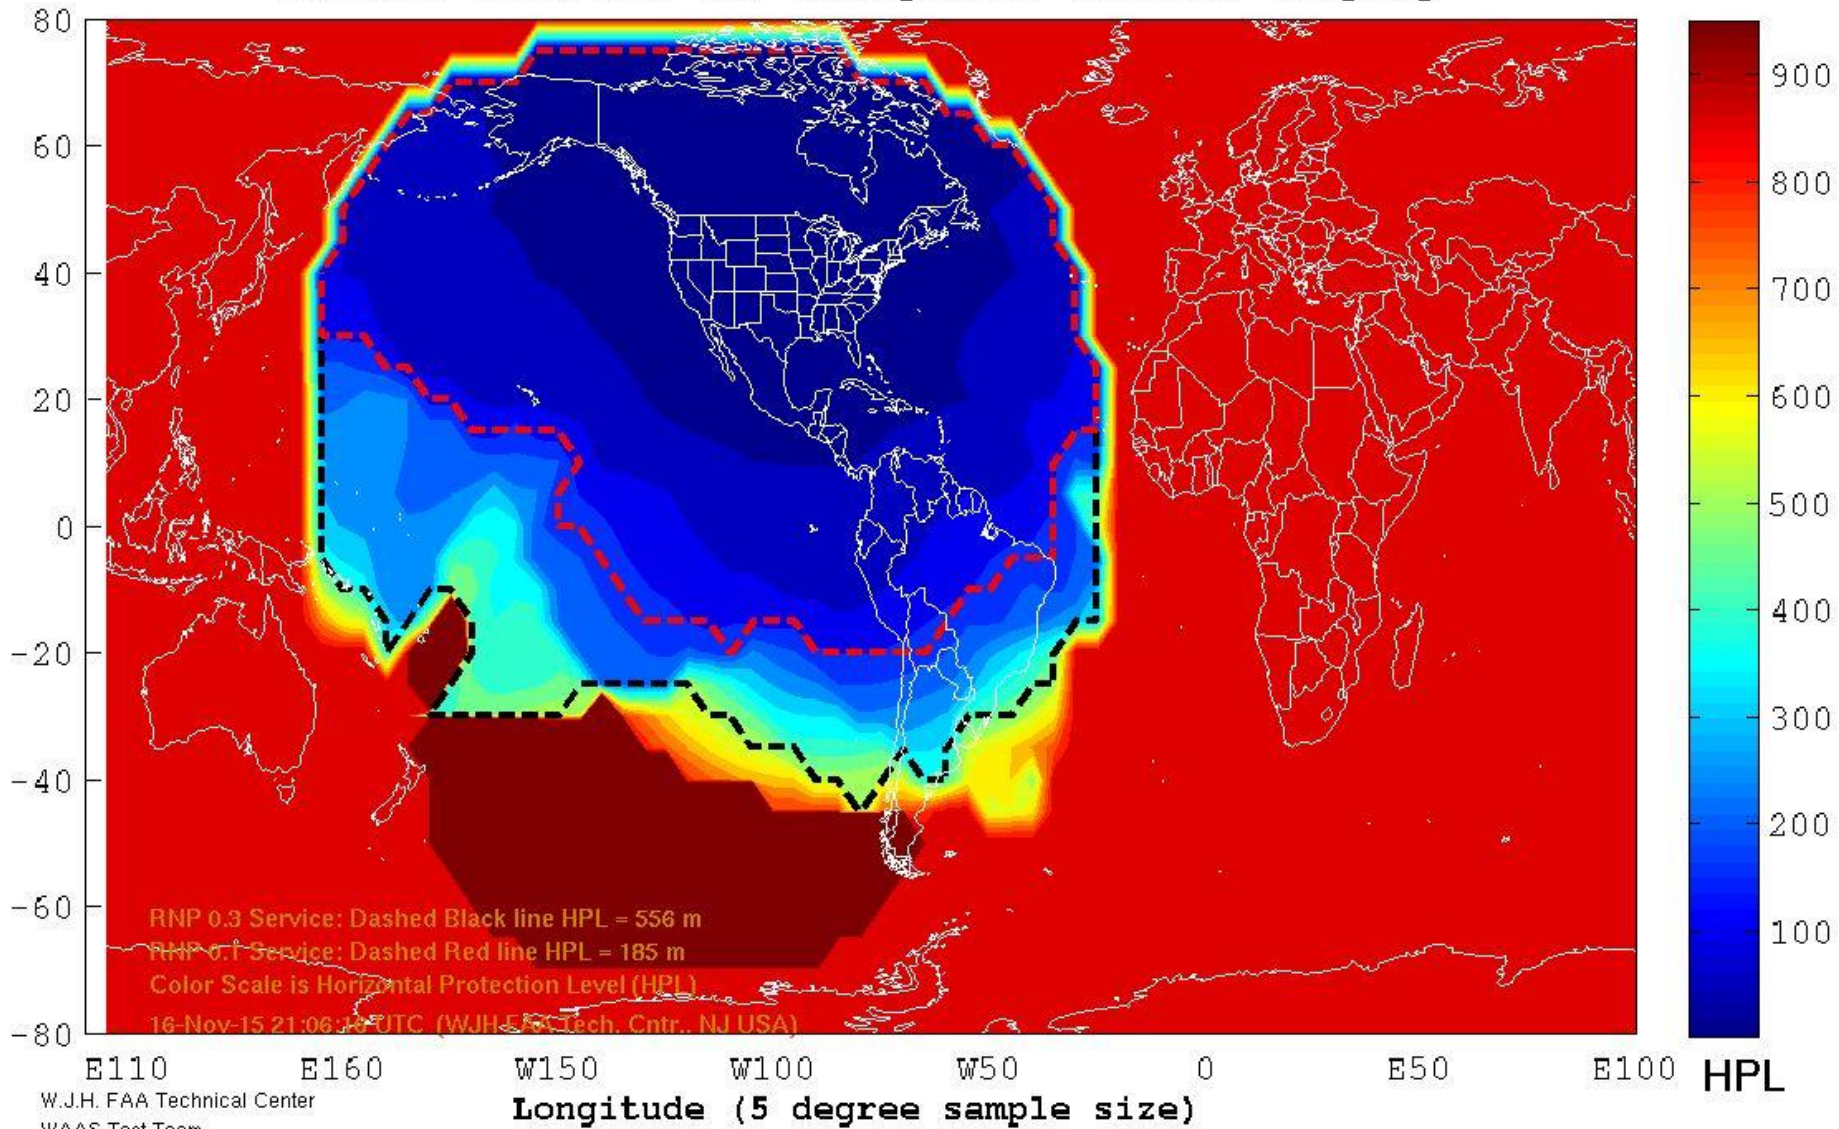 80
60
40
20
0
-20
-40
-60
-80
900
800
700
600
500
400
300
200
100
RNP 0.3 Service: Dashed Black line HPL = 556 m
RNP 0.1 Service: Dashed Red line HPL = 185 m
Color Scale is Horizontal Protection Level (HPL)
16-Nov-15 21:06:16 UTC (WJH FAA Tech. Cntr.. NJ USA)
E110 E160 W150 W100 W50 0 E50 E100
HPL
W.J.H. FAA Technical Center
Longitude (5 degree sample size)
WAAS Test Team